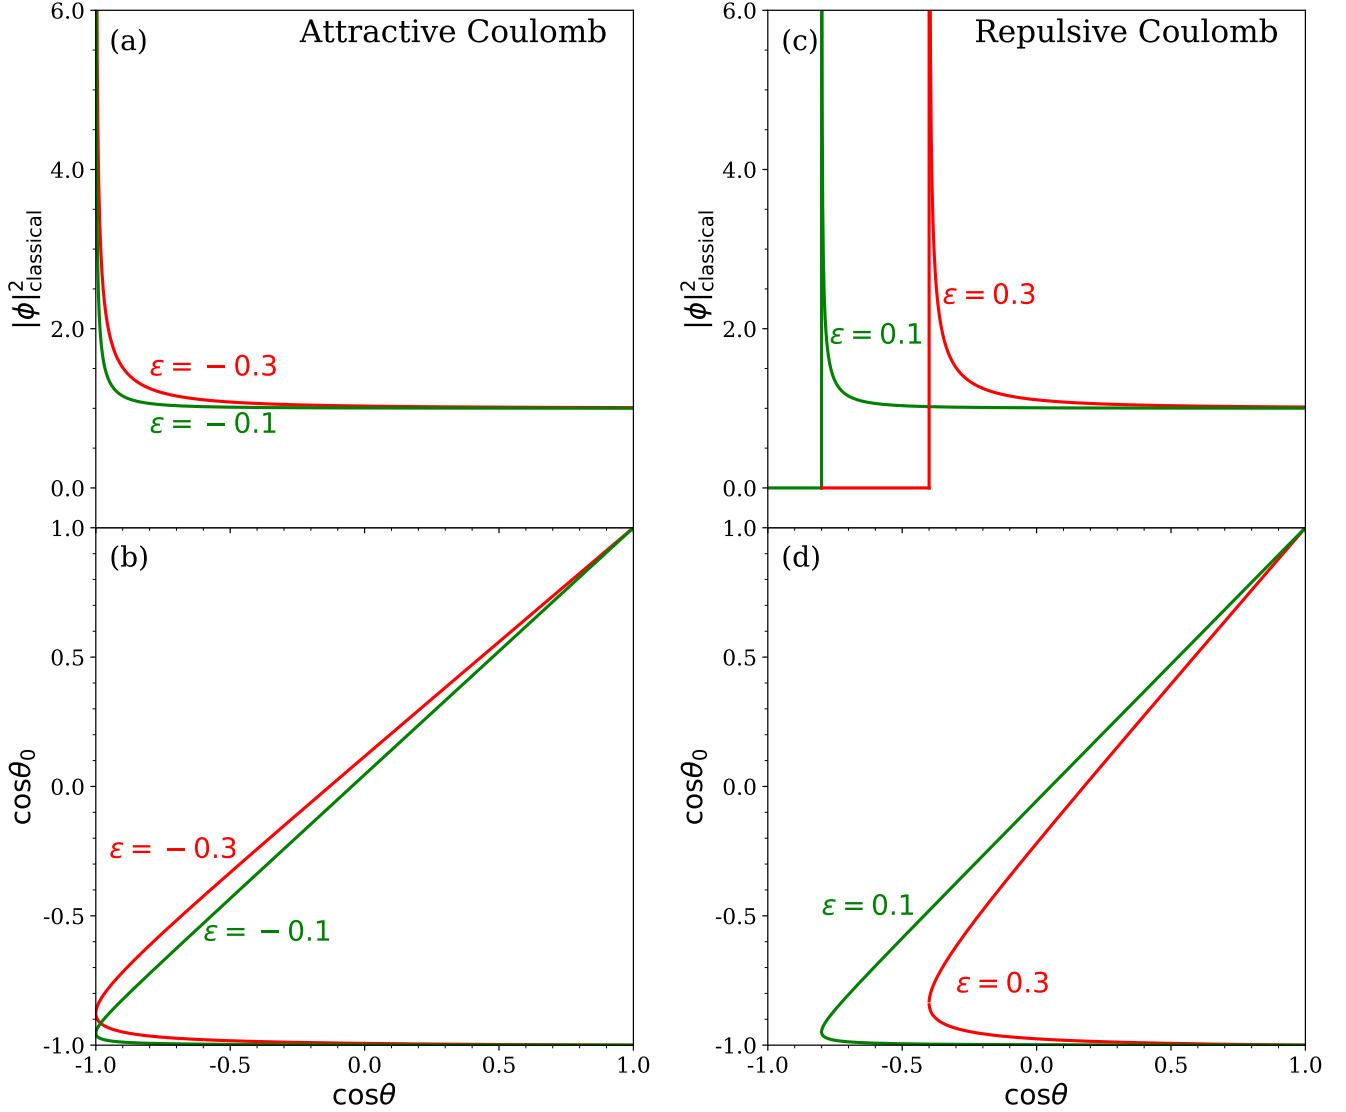 (a) Attractive Coulomb
6.0
4.0
2.0
0.0
|ϕ|²classical
ε = −0.3
ε = −0.1
(c) Repulsive Coulomb
6.0
4.0
2.0
0.0
|ϕ|²classical
ε = 0.3
ε = 0.1
(b)
1.0
0.5
0.0
-0.5
-1.0
cosθ₀
ε = −0.3
ε = −0.1
-1.0 -0.5 0.0 0.5 1.0
cosθ
(d)
1.0
0.5
0.0
-0.5
-1.0
cosθ₀
ε = 0.1
ε = 0.3
-1.0 -0.5 0.0 0.5 1.0
cosθ